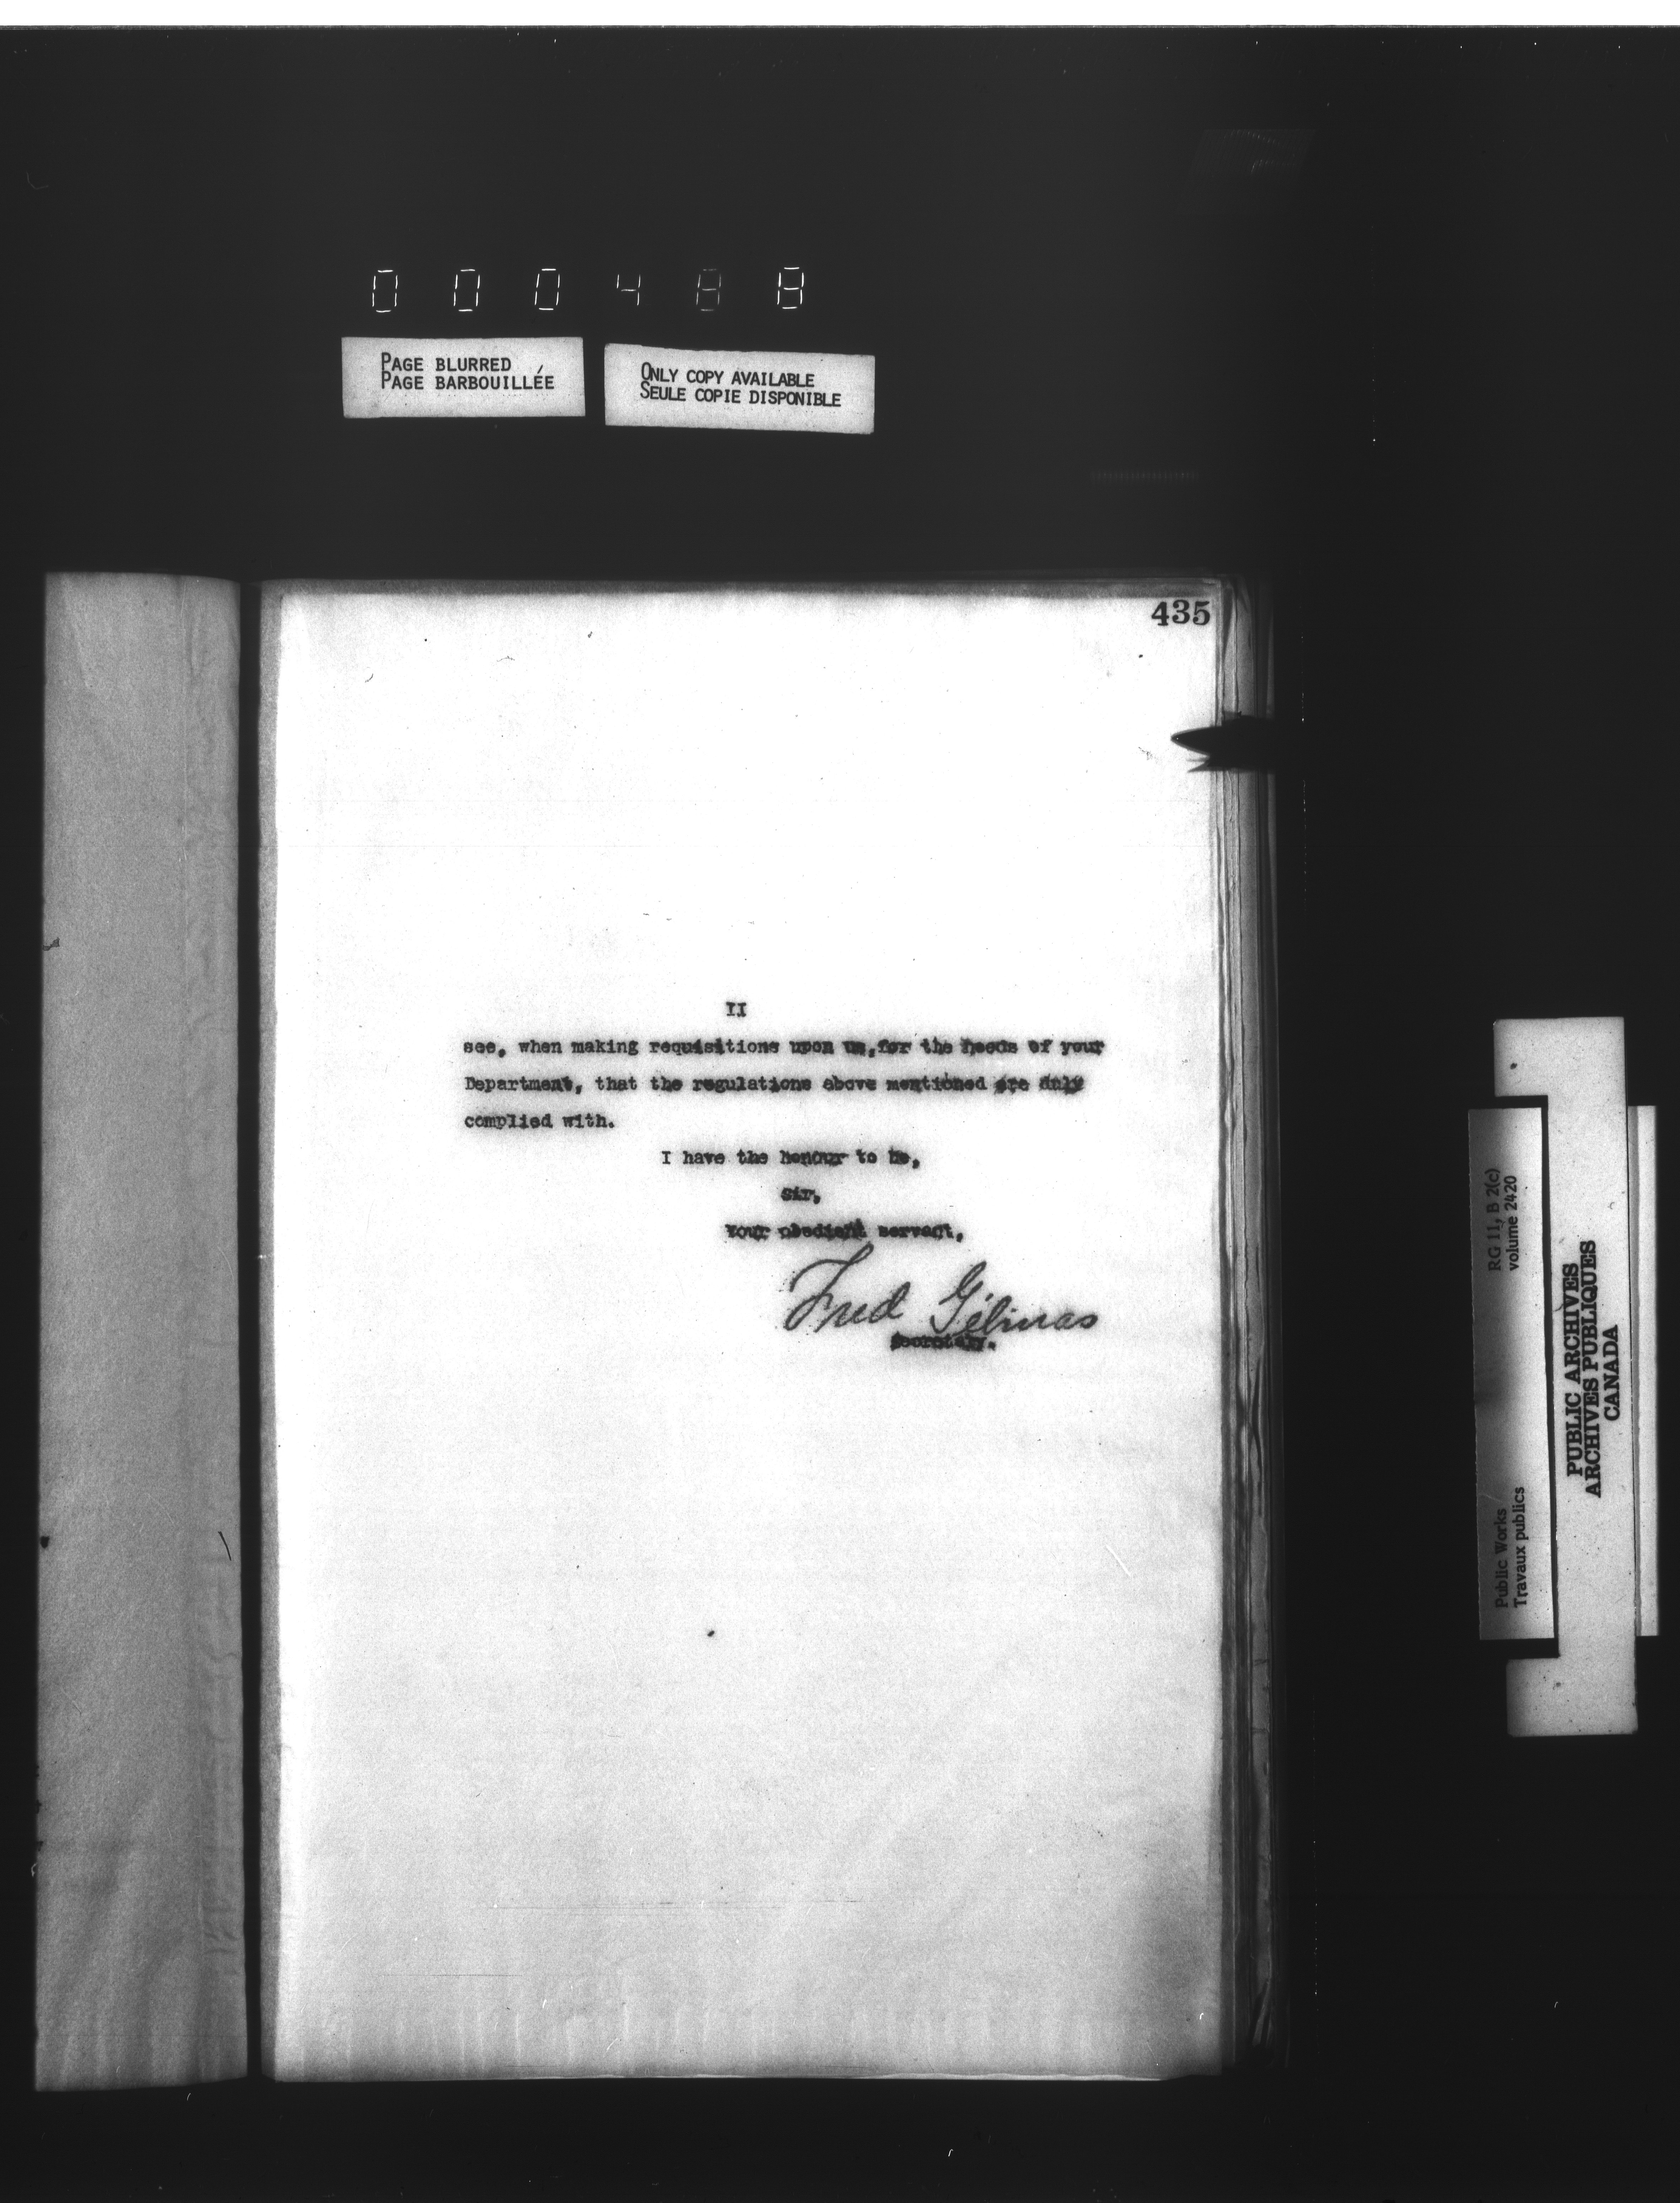 000488
PAGE BLURRED
PAGE BARBOUILLÉE
ONLY COPY AVAILABLE
SEULE COPIE DISPONIBLE
435
II
see, when making requisitions upon us, for the needs of your
Department, that the regulations above mentioned are duly
complied with.
I have the honour to be,
Sir,
Your obedient servant,
Fred Gélinas
Secretary.
RG 11, B 2(c)
volume 2420
Public Works
Travaux publics
PUBLIC ARCHIVES
ARCHIVES PUBLIQUES
CANADA